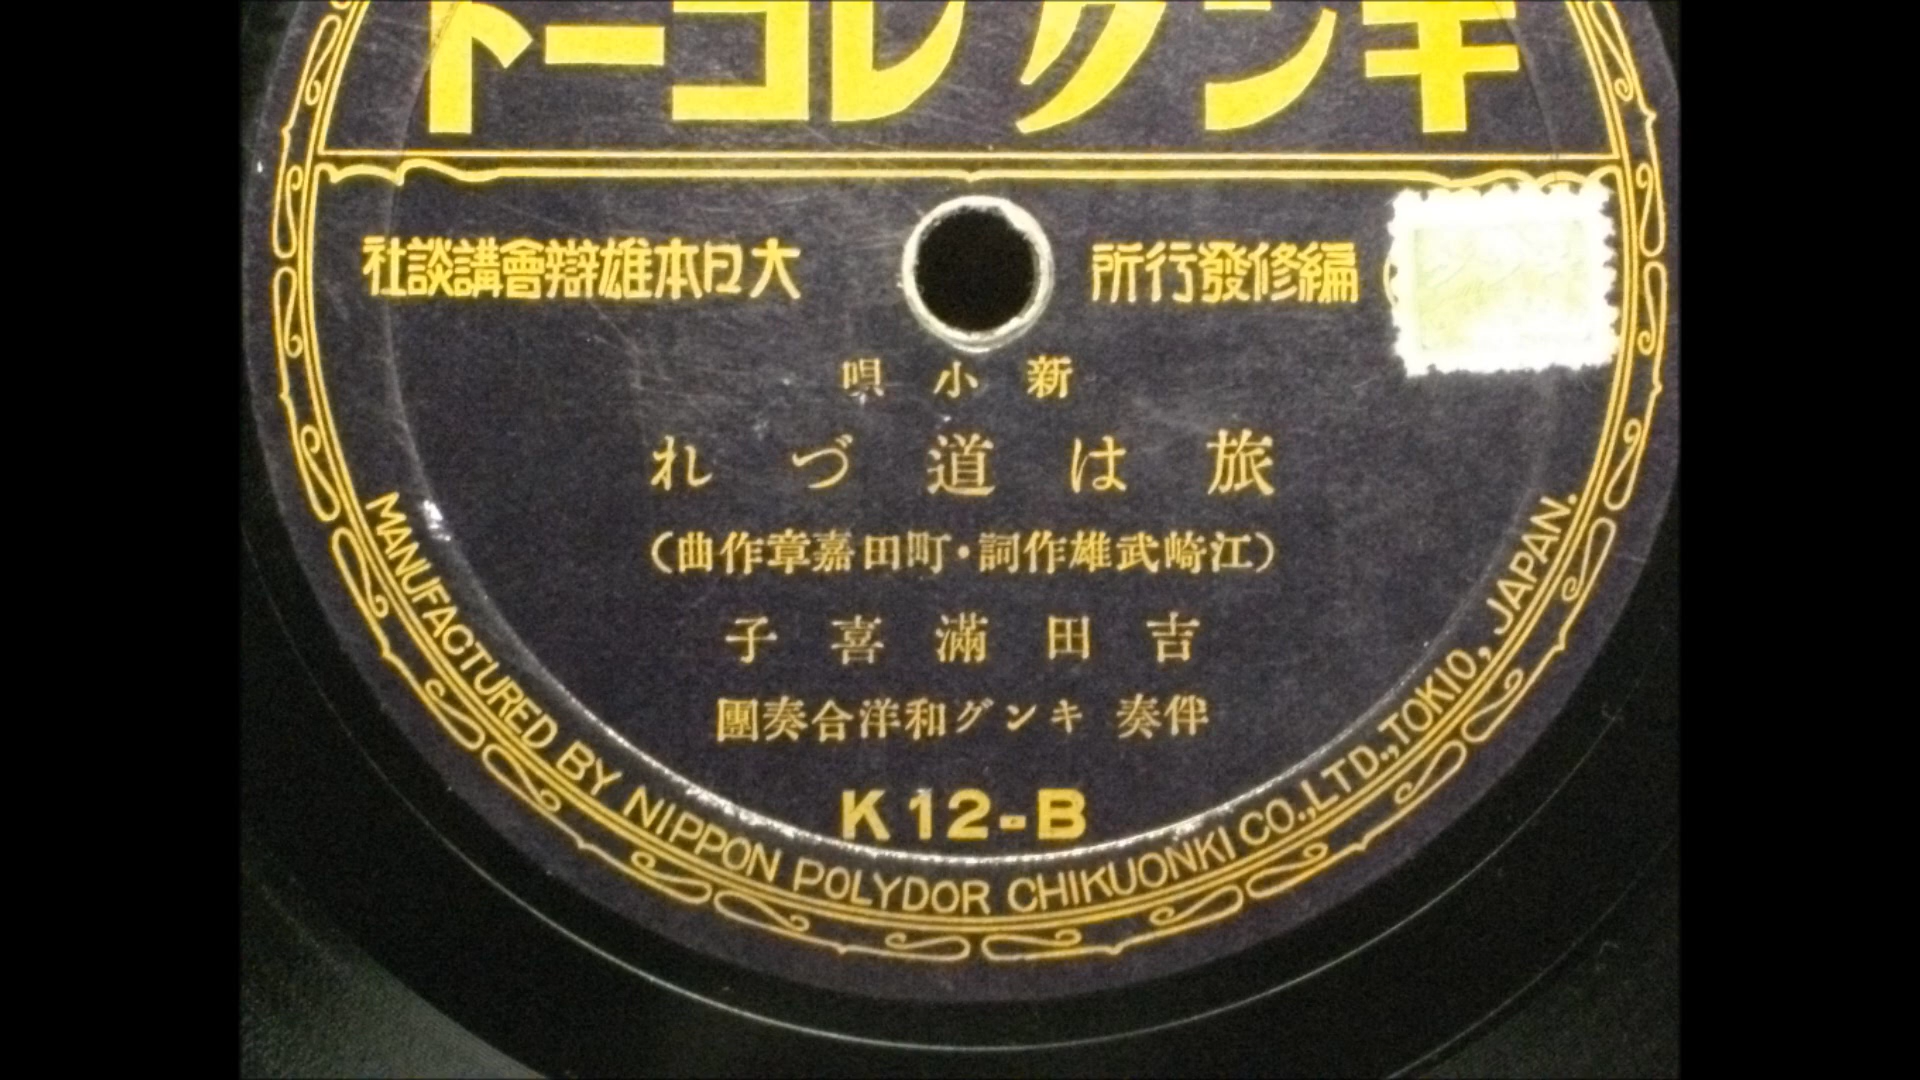 キングレコード
編修發行所 大日本雄辯會講談社
新小唄
旅は道づれ
(江崎武雄作詞・町田嘉章作曲)
吉田滿喜子
伴奏 キング和洋合奏團
K12-B
MANUFACTURED BY NIPPON POLYDOR CHIKUONKI CO., LTD., TOKIO, JAPAN.